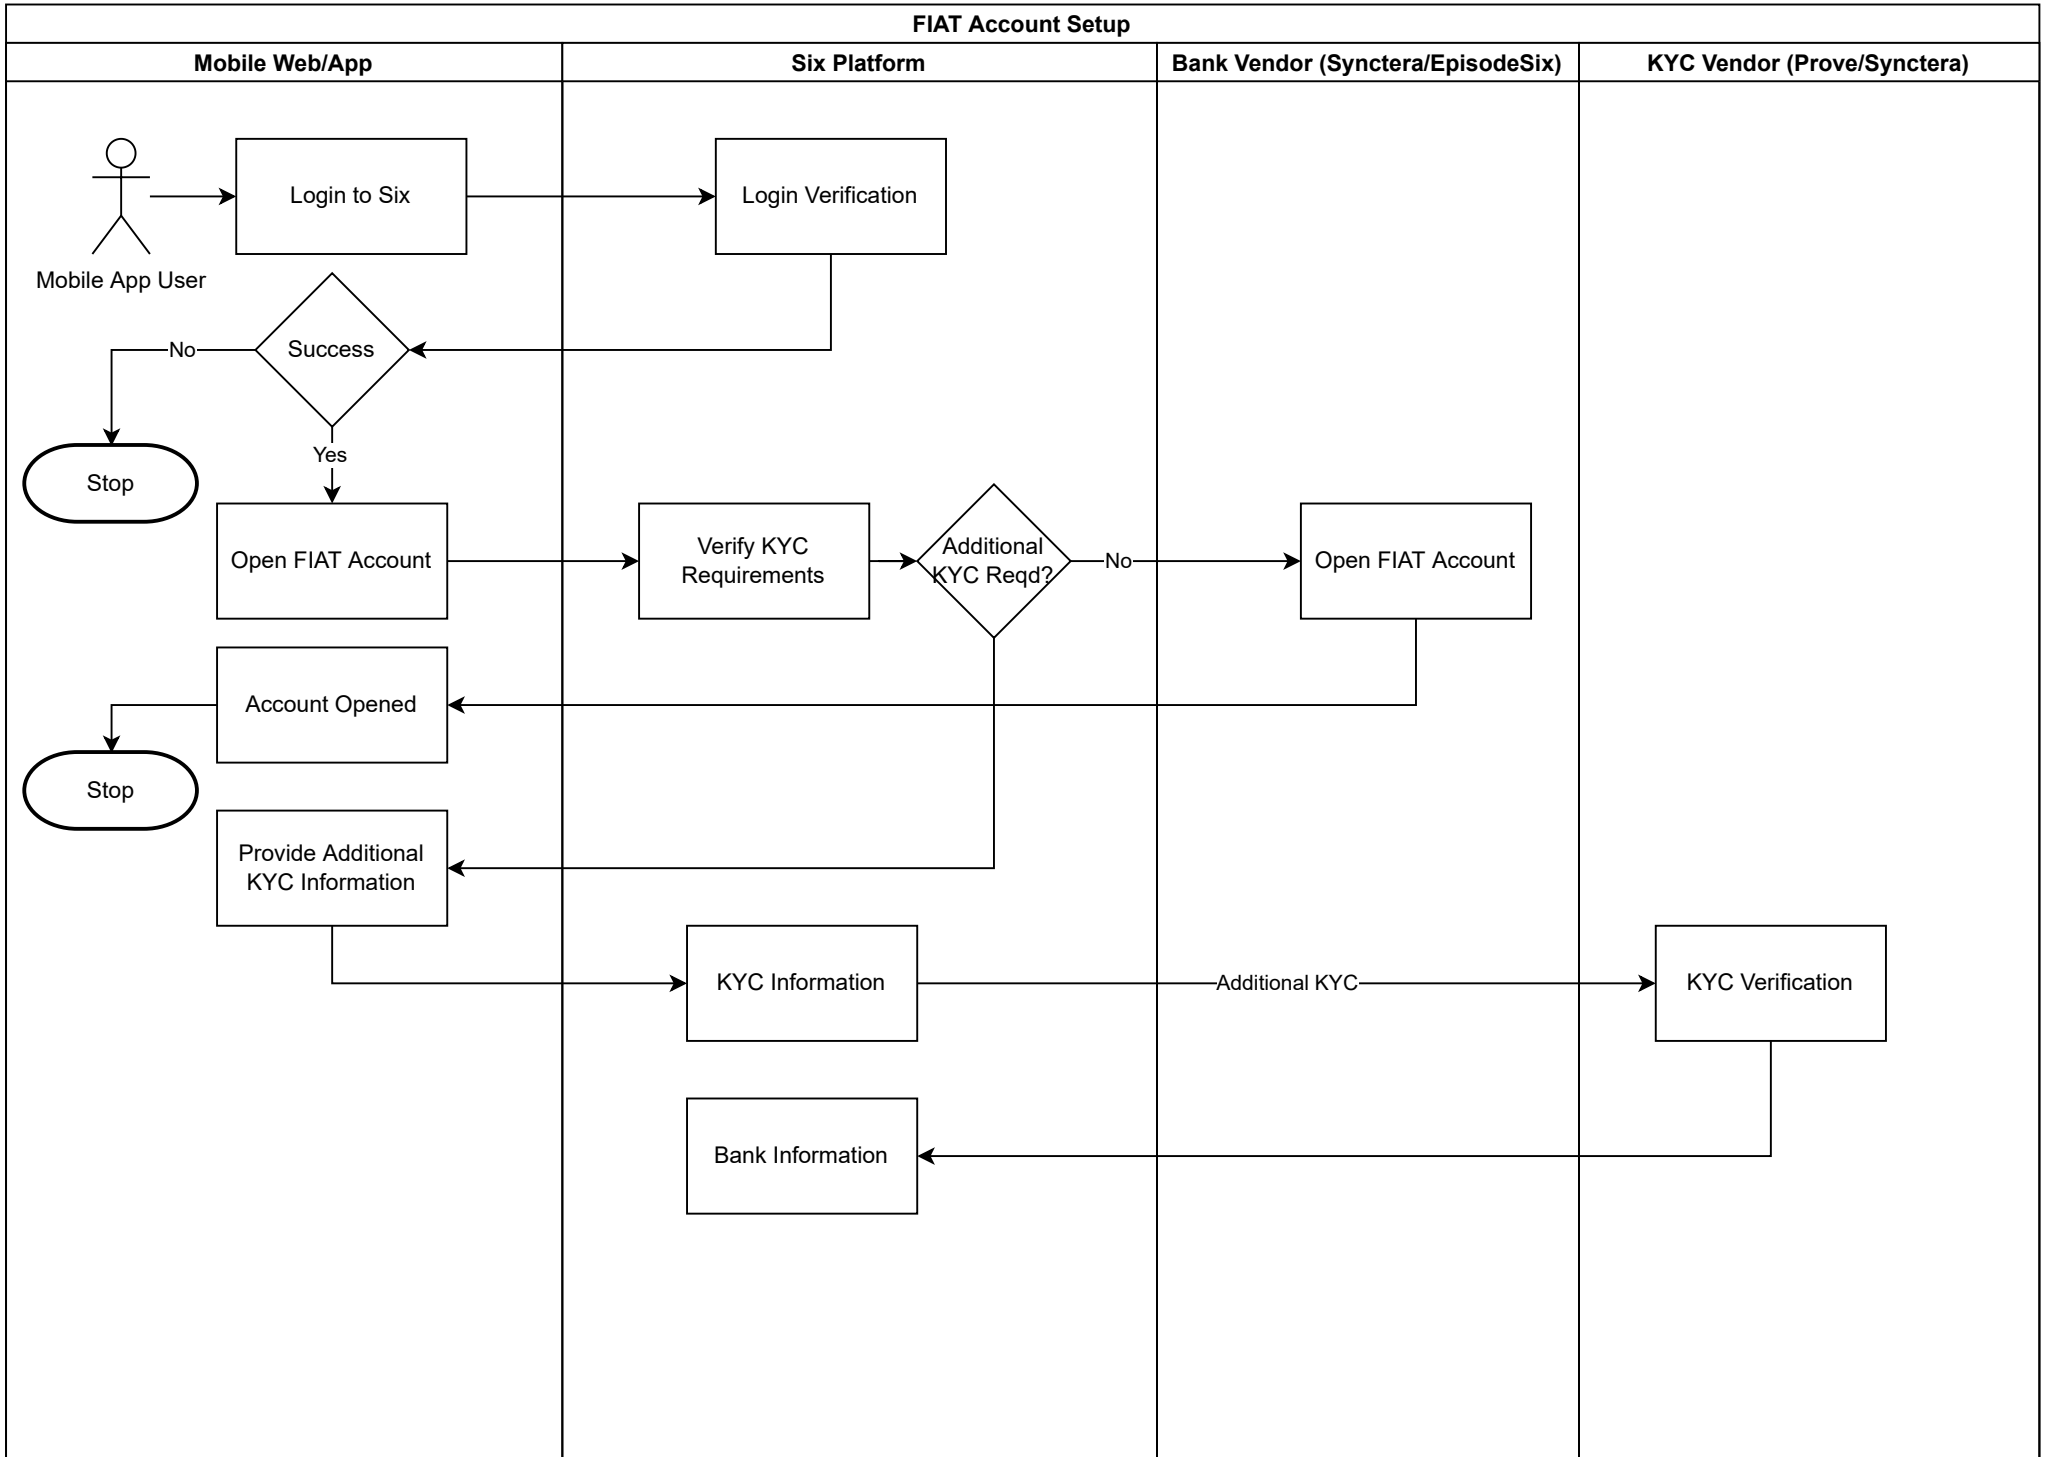 FIAT Account Setup
Mobile Web/App
Six Platform
Bank Vendor (Synctera/EpisodeSix)
KYC Vendor (Prove/Synctera)
Login to Six
Login Verification
Mobile App User
Success
No
Yes
Stop
Open FIAT Account
Verify KYC
Requirements
Additional
KYC Reqd?
No
Open FIAT Account
Account Opened
Stop
Provide Additional
KYC Information
KYC Information
Additional KYC
KYC Verification
Bank Information